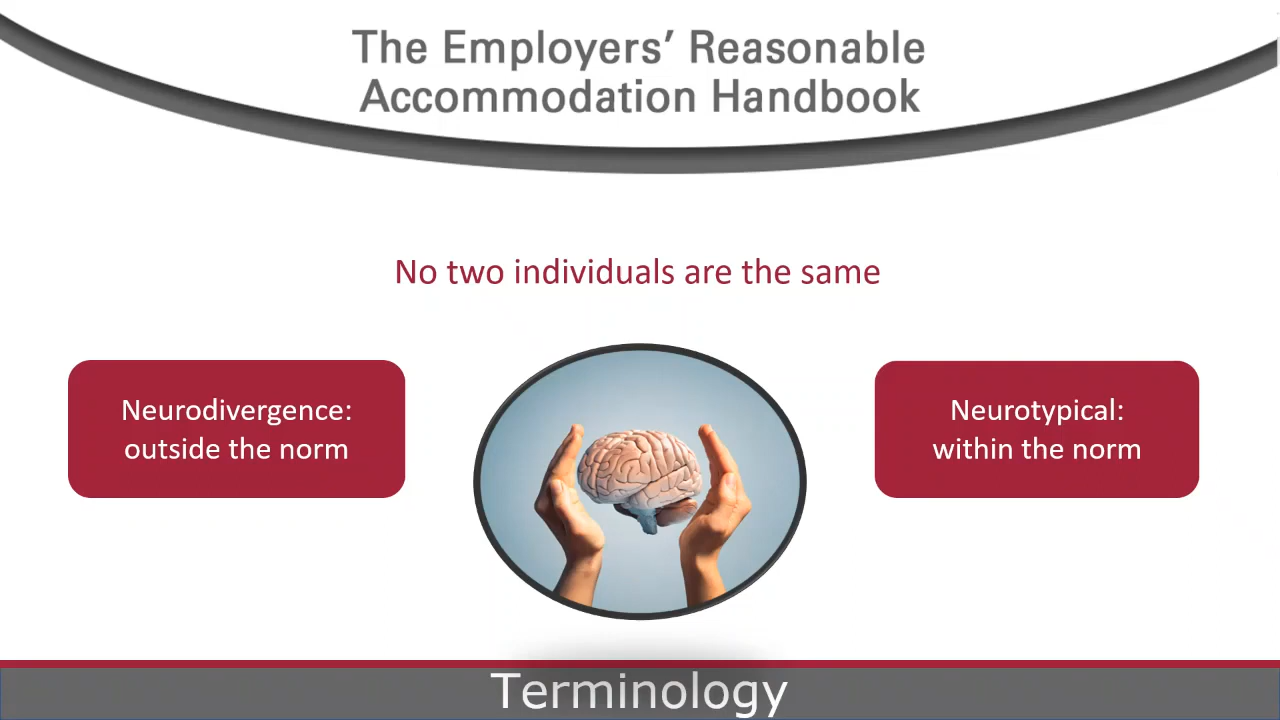 The Employers’ Reasonable
Accommodation Handbook
No two individuals are the same
Neurodivergence:
outside the norm
Neurotypical:
within the norm
Terminology